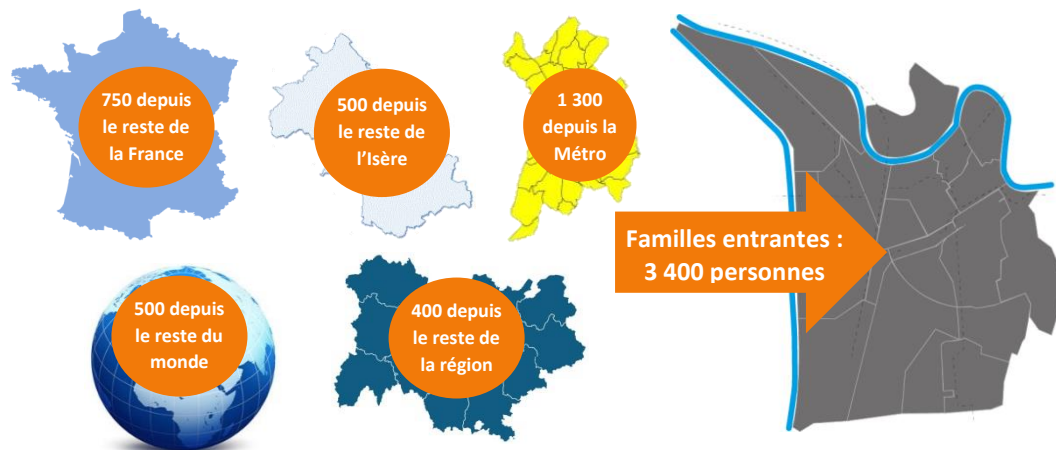 750 depuis
le reste de
la France
500 depuis
le reste de
l'Isère
1 300
depuis la
Métro
Familles entrantes :
3 400 personnes
500 depuis
le reste du
monde
400 depuis
le reste de
la région